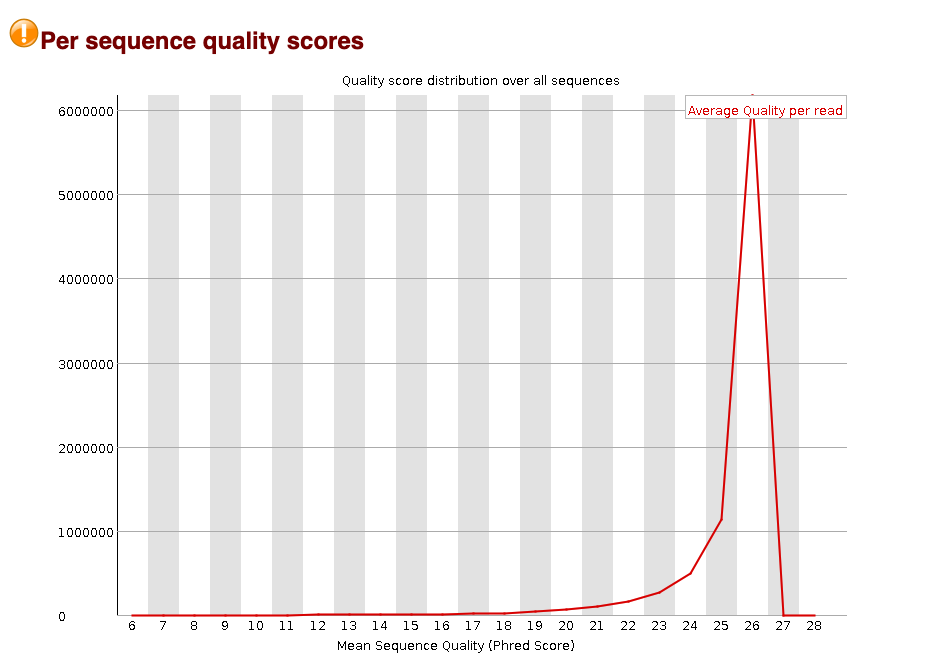 Per sequence quality scores
Quality score distribution over all sequences
Average Quality per read
6000000
5000000
4000000
3000000
2000000
1000000
0
6 7 8 9 10 11 12 13 14 15 16 17 18 19 20 21 22 23 24 25 26 27 28
Mean Sequence Quality (Phred Score)